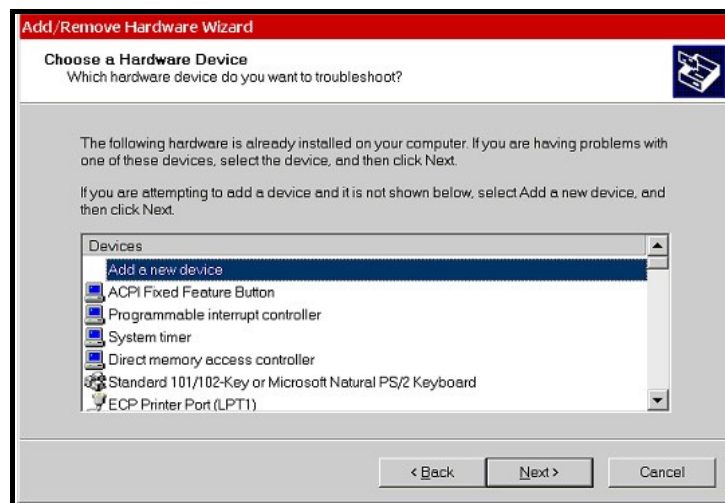 Add/Remove Hardware Wizard
Choose a Hardware Device
Which hardware device do you want to troubleshoot?
The following hardware is already installed on your computer. If you are having problems with
one of these devices, select the device, and then click Next.
If you are attempting to add a device and it is not shown below, select Add a new device, and
then click Next.
Devices
Add a new device
ACPI Fixed Feature Button
Programmable interrupt controller
System timer
Direct memory access controller
Standard 101/102-Key or Microsoft Natural PS/2 Keyboard
ECP Printer Port (LPT1)
< Back
Next >
Cancel